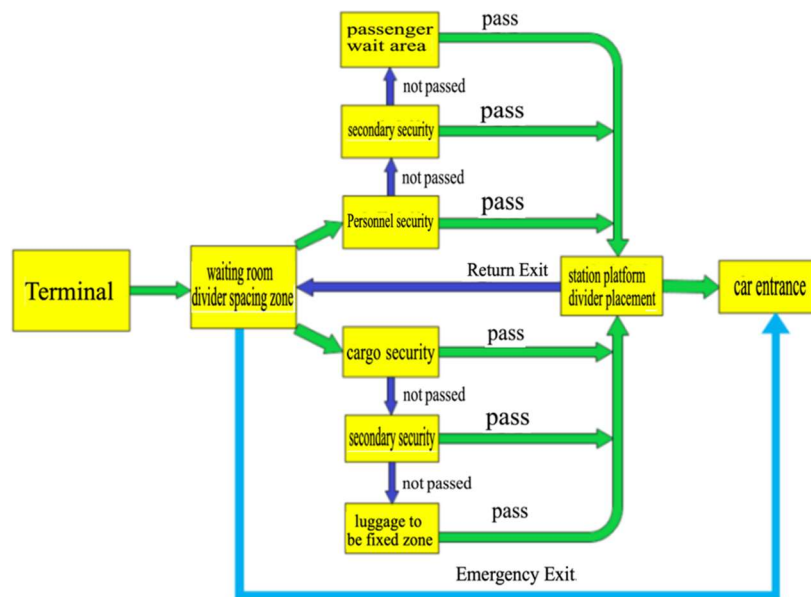 passenger
wait area
pass
not passed
secondary security
pass
not passed
Personnel security
pass
Terminal
waiting room
divider spacing zone
Return Exit
station platform
divider placement
car entrance
cargo security
pass
not passed
secondary security
pass
not passed
luggage to
be fixed zone
pass
Emergency Exit